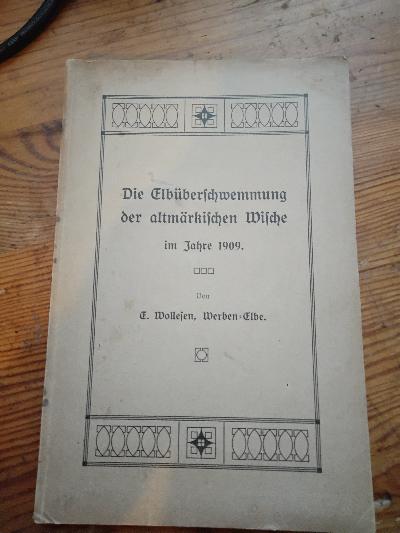 Die Elbüberschwemmung
der altmärkischen Wische
im Jahre 1909.
Von
E. Wollesen, Werben-Elbe.